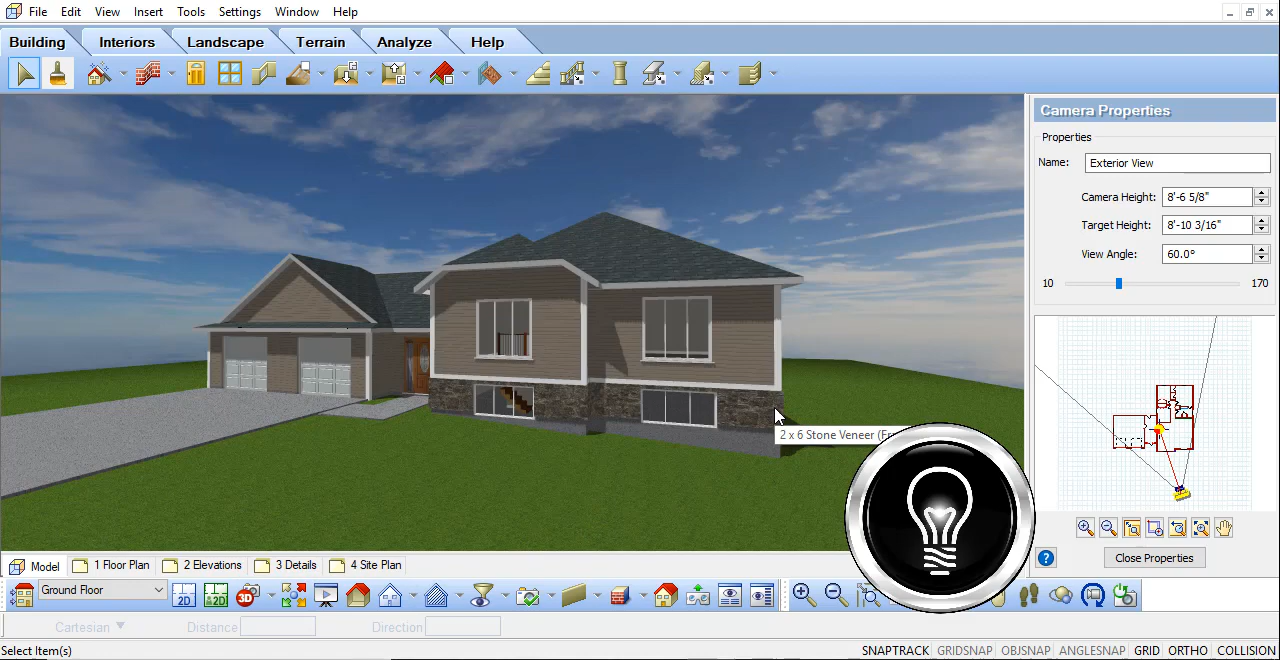 File Edit View Insert Tools Settings Window Help
Building Interiors Landscape Terrain Analyze Help
Camera Properties
Properties
Name: Exterior View
Camera Height: 8'-6 5/8"
Target Height: 8'-10 3/16"
View Angle: 60.0°
10 170
2 x 6 Stone Veneer
Close Properties
Model 1 Floor Plan 2 Elevations 3 Details 4 Site Plan
Ground Floor 2D 2D 3D
Cartesian Distance Direction
Select Item(s) SNAPTRACK GRIDSNAP OBJSNAP ANGLESNAP GRID ORTHO COLLISION